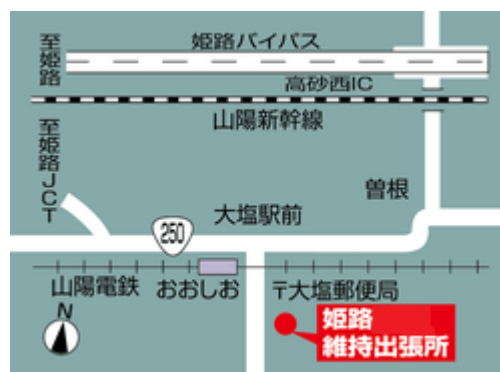 至姫路
姫路バイパス
高砂西IC
山陽新幹線
至姫路JCT
曽根
大塩駅前
250
山陽電鉄
おおしお
〒大塩郵便局
N
姫路
維持出張所